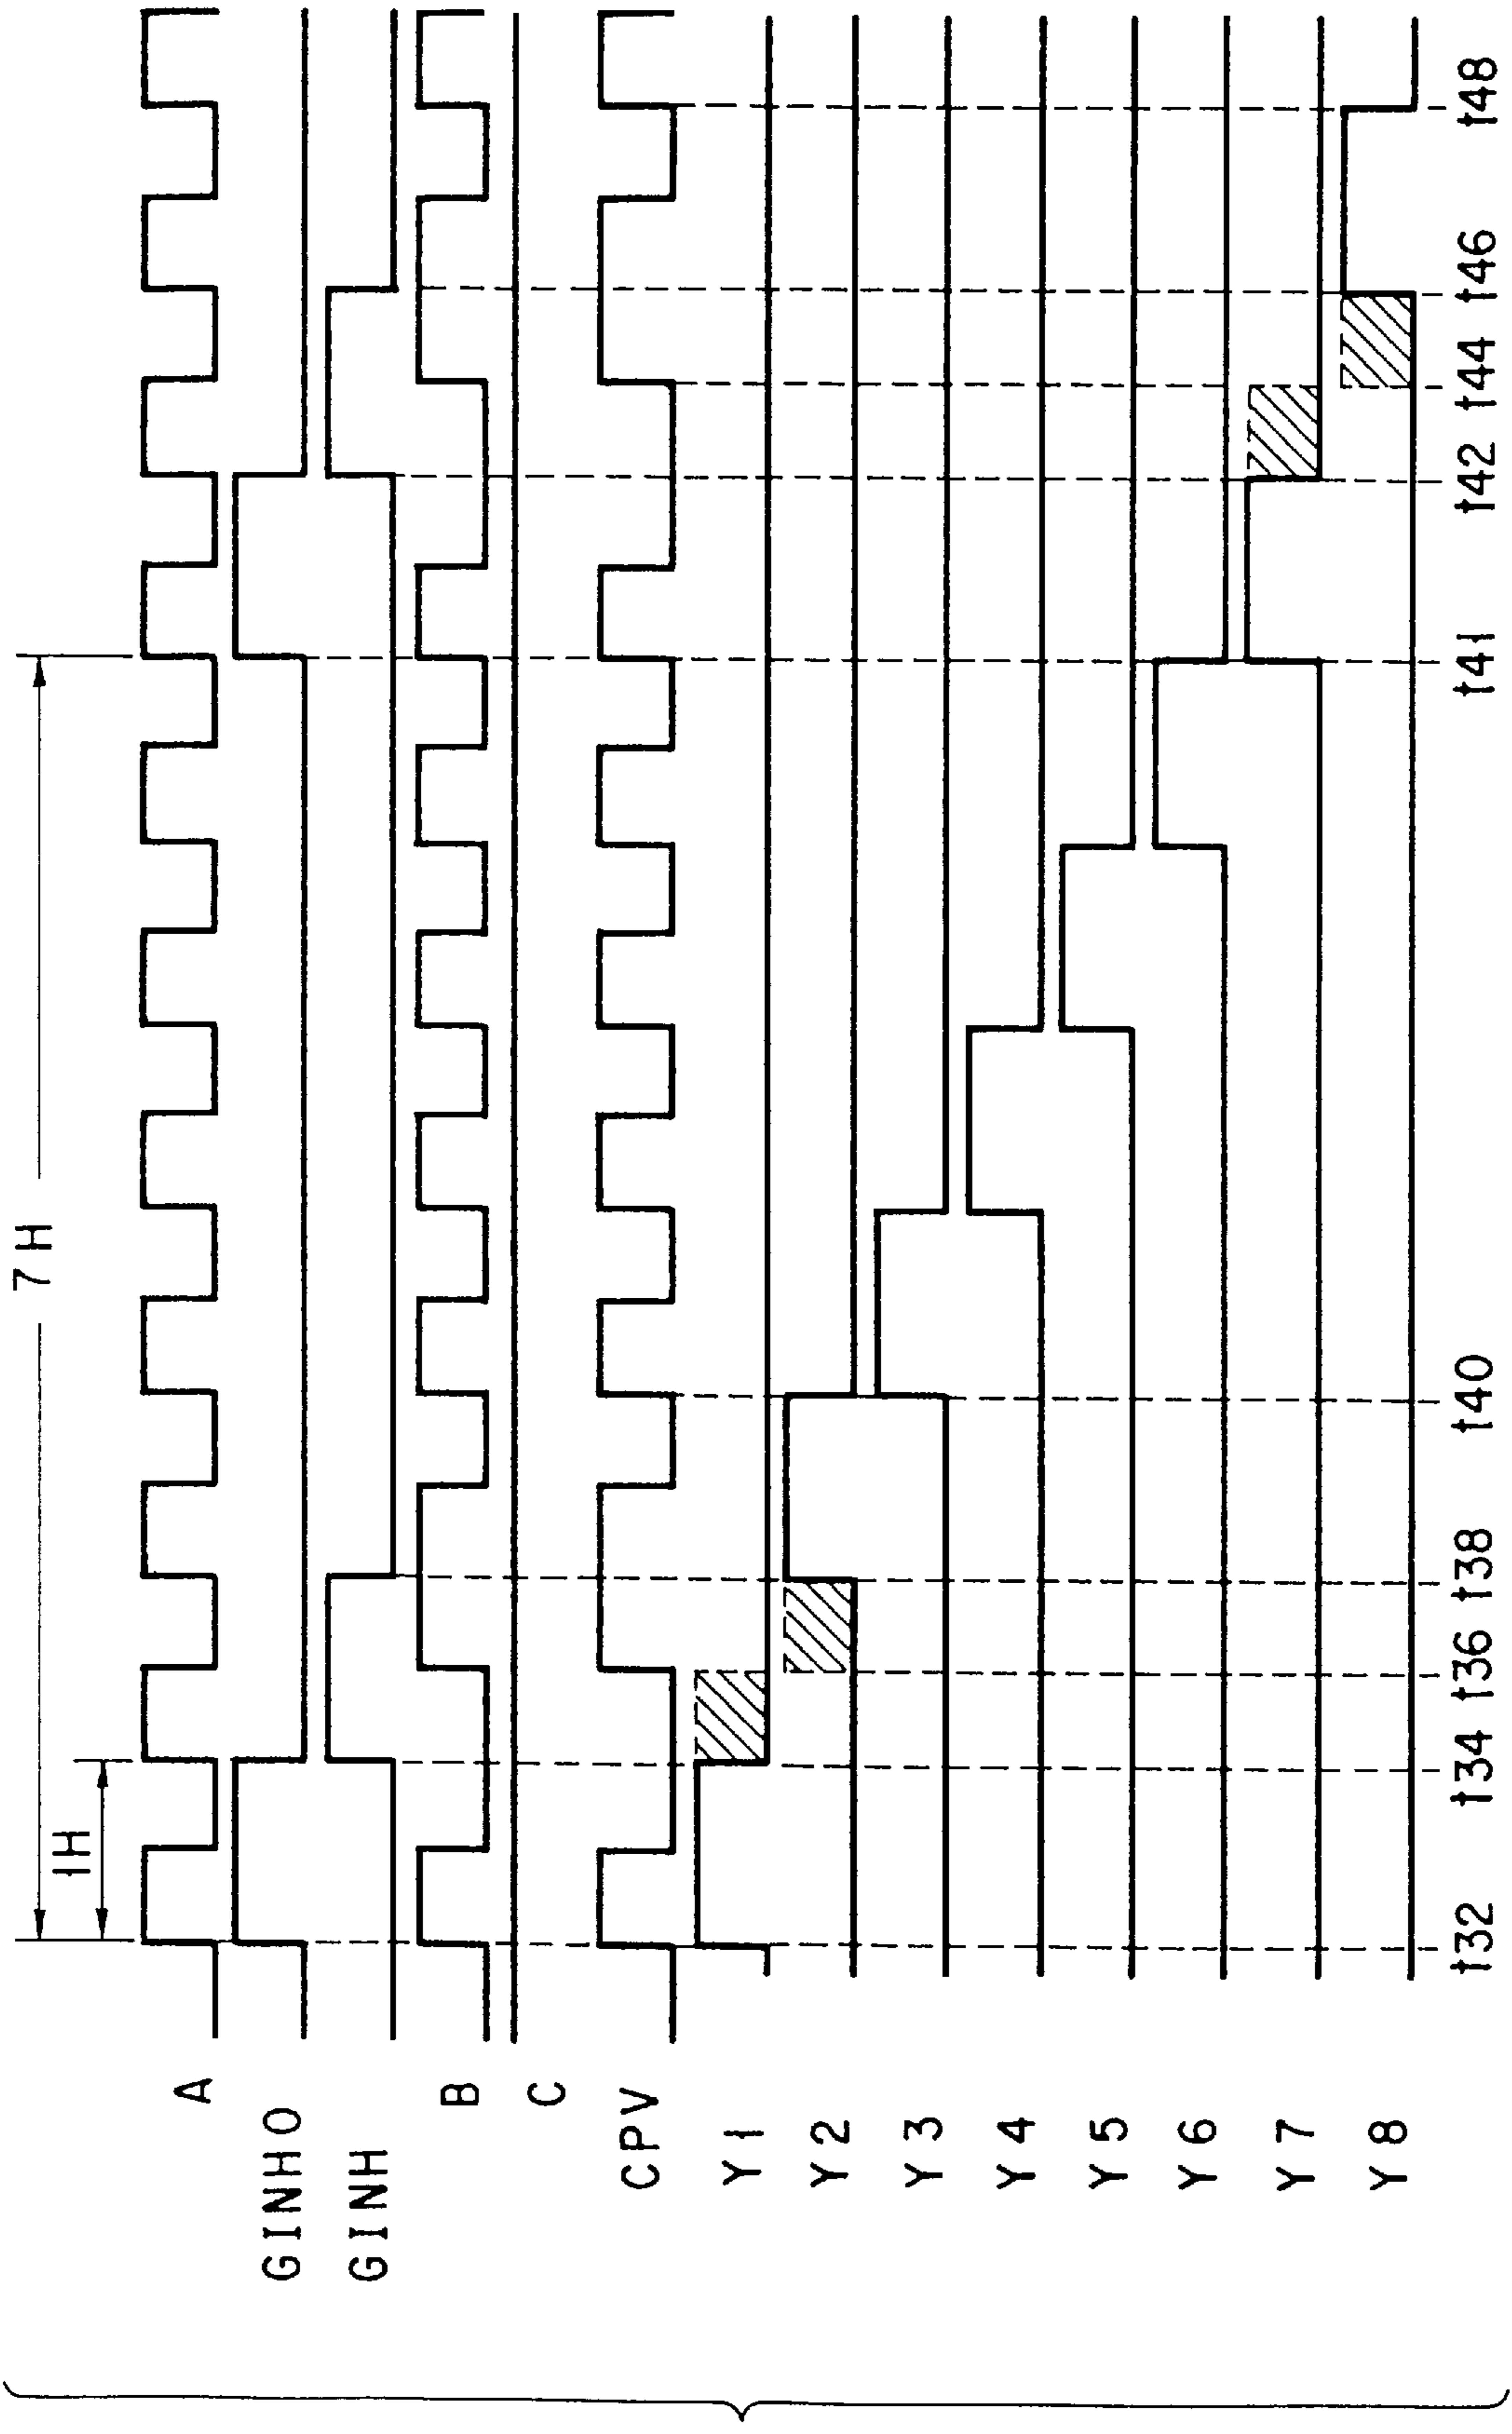 7H
1H
A
GINHO
GINH
B
C
CPV
Y1
Y2
Y3
Y4
Y5
Y6
Y7
Y8
t32 t34 t36 t38 t40 t41 t42 t44 t46 t48